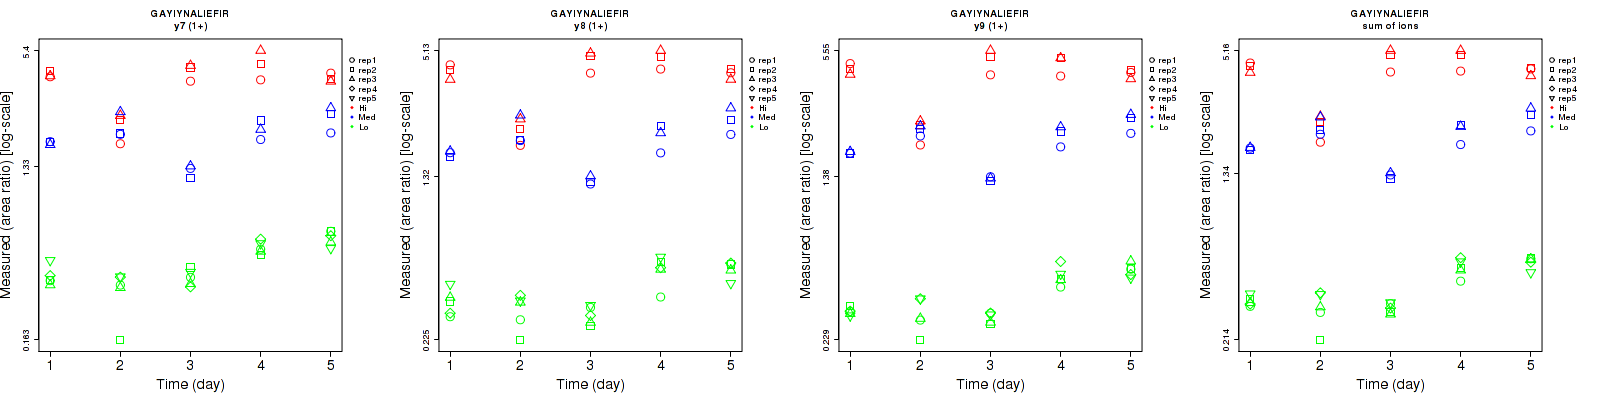 GAYIYNALIEFIR
y7 (1+)
Measured (area ratio) [log-scale]
5.4
1.33
0.163
1 2 3 4 5
Time (day)
rep1
rep2
rep3
rep4
rep5
Hi
Med
Lo
GAYIYNALIEFIR
y8 (1+)
Measured (area ratio) [log-scale]
5.13
1.32
0.225
1 2 3 4 5
Time (day)
rep1
rep2
rep3
rep4
rep5
Hi
Med
Lo
GAYIYNALIEFIR
y9 (1+)
Measured (area ratio) [log-scale]
5.55
1.38
0.229
1 2 3 4 5
Time (day)
rep1
rep2
rep3
rep4
rep5
Hi
Med
Lo
GAYIYNALIEFIR
sum of ions
Measured (area ratio) [log-scale]
5.16
1.34
0.214
1 2 3 4 5
Time (day)
rep1
rep2
rep3
rep4
rep5
Hi
Med
Lo